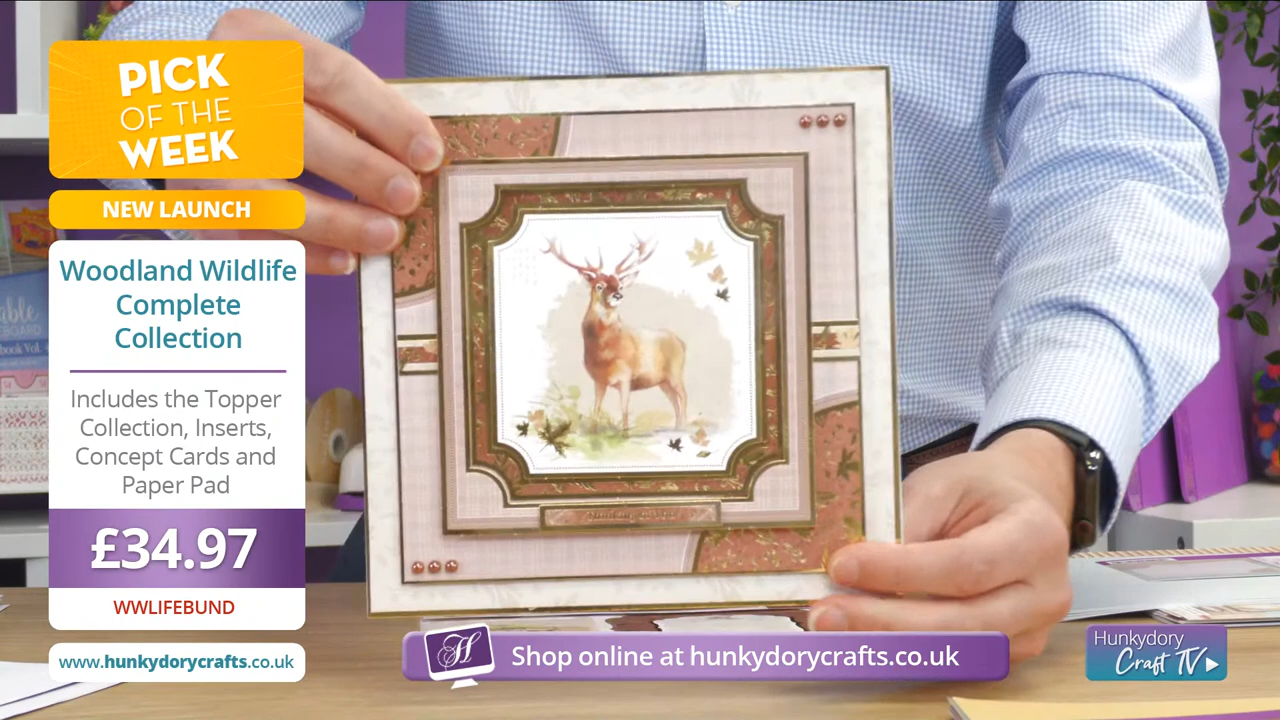 PICK
OF THE
WEEK
NEW LAUNCH
Woodland Wildlife
Complete
Collection
Includes the Topper
Collection, Inserts,
Concept Cards and
Paper Pad
£34.97
WWLIFEBUND
www.hunkydorycrafts.co.uk
H
Shop online at hunkydorycrafts.co.uk
Hunkydory
Craft TV